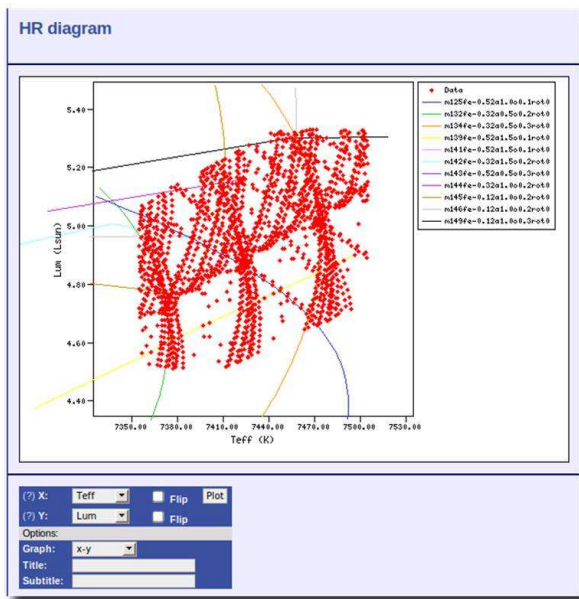 HR diagram
Data
m125fe-0.52a1.0o0.1rot0
m132fe-0.32a0.5o0.2rot0
m134fe-0.32a0.5o0.3rot0
m139fe-0.52a1.5o0.1rot0
m141fe-0.52a1.5o0.1rot0
m142fe-0.32a1.5o0.2rot0
m143fe-0.52a0.5o0.3rot0
m144fe-0.32a1.0o0.2rot0
m145fe-0.12a1.0o0.2rot0
m146fe-0.12a1.0o0.2rot0
m149fe-0.12a1.0o0.3rot0
5.40
5.20
5.00
4.80
4.60
4.40
Lum (Lsun)
7350.00 7380.00 7410.00 7440.00 7470.00 7500.00 7530.00
Teff (K)
(?) X: Teff Flip Plot
(?) Y: Lum Flip
Options:
Graph: x-y
Title:
Subtitle: